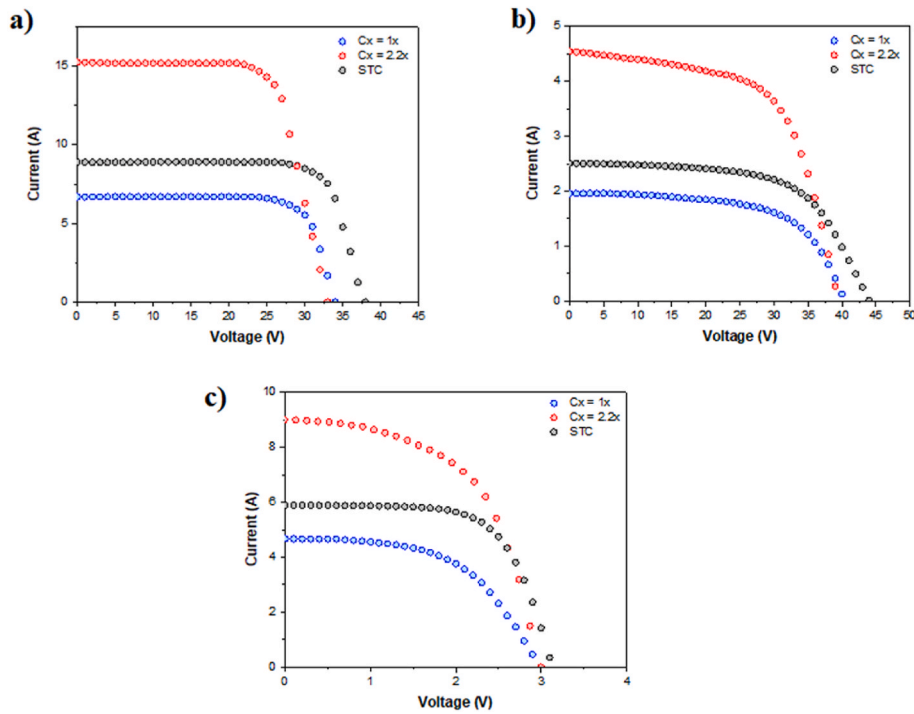 a)
Cx = 1x
Cx = 2.2x
STC
Current (A)
15
10
5
0
0 5 10 15 20 25 30 35 40 45
Voltage (V)
b)
Cx = 1x
Cx = 2.2x
STC
Current (A)
5
4
3
2
1
0
0 5 10 15 20 25 30 35 40 45 50
Voltage (V)
c)
Cx = 1x
Cx = 2.2x
STC
Current (A)
10
8
6
4
2
0
0 1 2 3 4
Voltage (V)